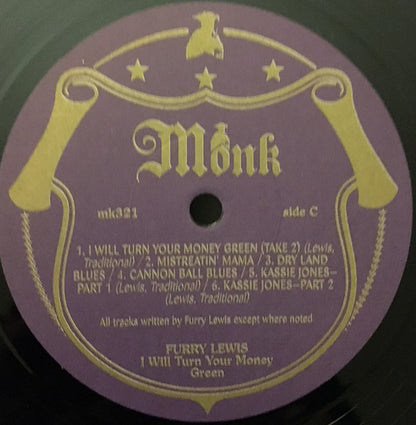 Monk
mk321 side C
1. I WILL TURN YOUR MONEY GREEN (TAKE 2) (Lewis,
Traditional) / 2. MISTREATIN' MAMA / 3. DRY LAND
BLUES / 4. CANNON BALL BLUES / 5. KASSIE JONES—
PART 1 (Lewis, Traditional) / 6. KASSIE JONES—PART 2
(Lewis, Traditional)
All tracks written by Furry Lewis except where noted
FURRY LEWIS
I Will Turn Your Money
Green